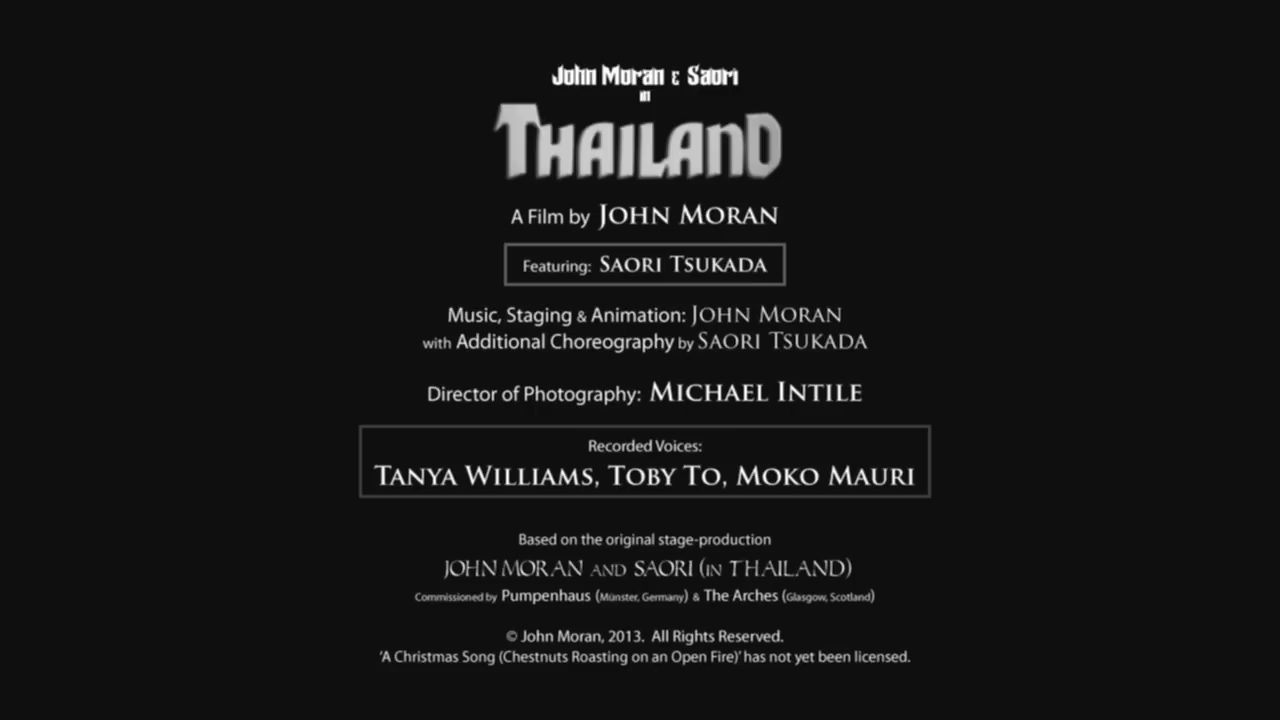 John Moran & Saori
in
THAILAND
A Film by JOHN MORAN
Featuring: SAORI TSUKADA
Music, Staging & Animation: JOHN MORAN
with Additional Choreography by SAORI TSUKADA
Director of Photography: MICHAEL INTILE
Recorded Voices:
TANYA WILLIAMS, TOBY TO, MOKO MAURI
Based on the original stage-production
JOHN MORAN AND SAORI (IN THAILAND)
Commissioned by Pumpenhaus (Münster, Germany) & The Arches (Glasgow, Scotland)
© John Moran, 2013. All Rights Reserved.
'A Christmas Song (Chestnuts Roasting on an Open Fire)' has not yet been licensed.